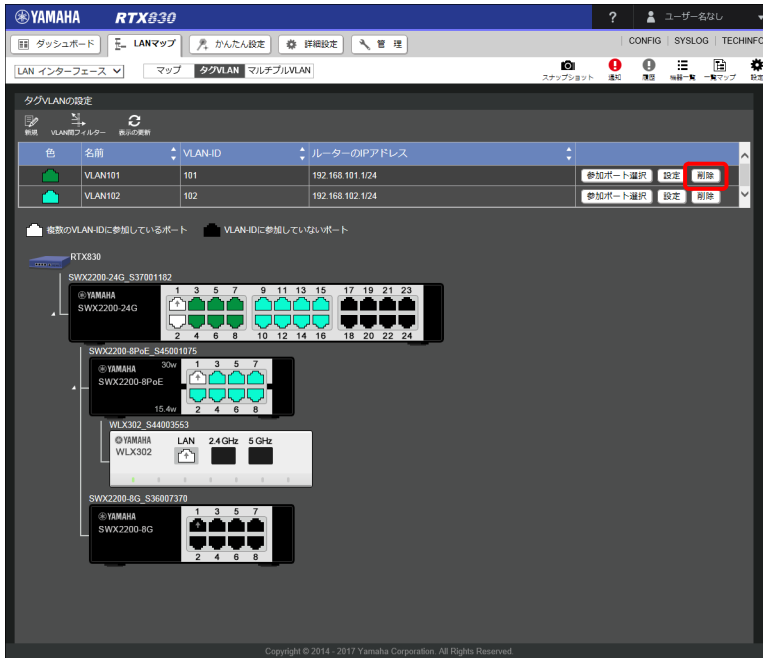 YAMAHA RTX830 ? ユーザー名なし
ダッシュボード LANマップ かんたん設定 詳細設定 管 理 CONFIG SYSLOG TECHINFO
LAN インターフェース マップ タグVLAN マルチプルVLAN スナップショット 通知 履歴 機器一覧 一覧マップ 設定
タグVLANの設定
新規 VLAN間フィルター 表示の更新
色 名前 VLAN-ID ルーターのIPアドレス
VLAN101 101 192.168.101.1/24 参加ポート選択 設定 削除
VLAN102 102 192.168.102.1/24 参加ポート選択 設定 削除
複数のVLAN-IDに参加しているポート VLAN-IDに参加していないポート
RTX830
SWX2200-24G_S37001182
1 3 5 7 9 11 13 15 17 19 21 23
YAMAHA
SWX2200-24G
2 4 6 8 10 12 14 16 18 20 22 24
SWX2200-8PoE_S45001075
YAMAHA 30w 1 3 5 7
SWX2200-8PoE
15.4w 2 4 6 8
WLX302_S44003553
YAMAHA LAN 2.4 GHz 5 GHz
WLX302
SWX2200-8G_S36007370
1 3 5 7
YAMAHA
SWX2200-8G
2 4 6 8
Copyright © 2014 - 2017 Yamaha Corporation. All Rights Reserved.